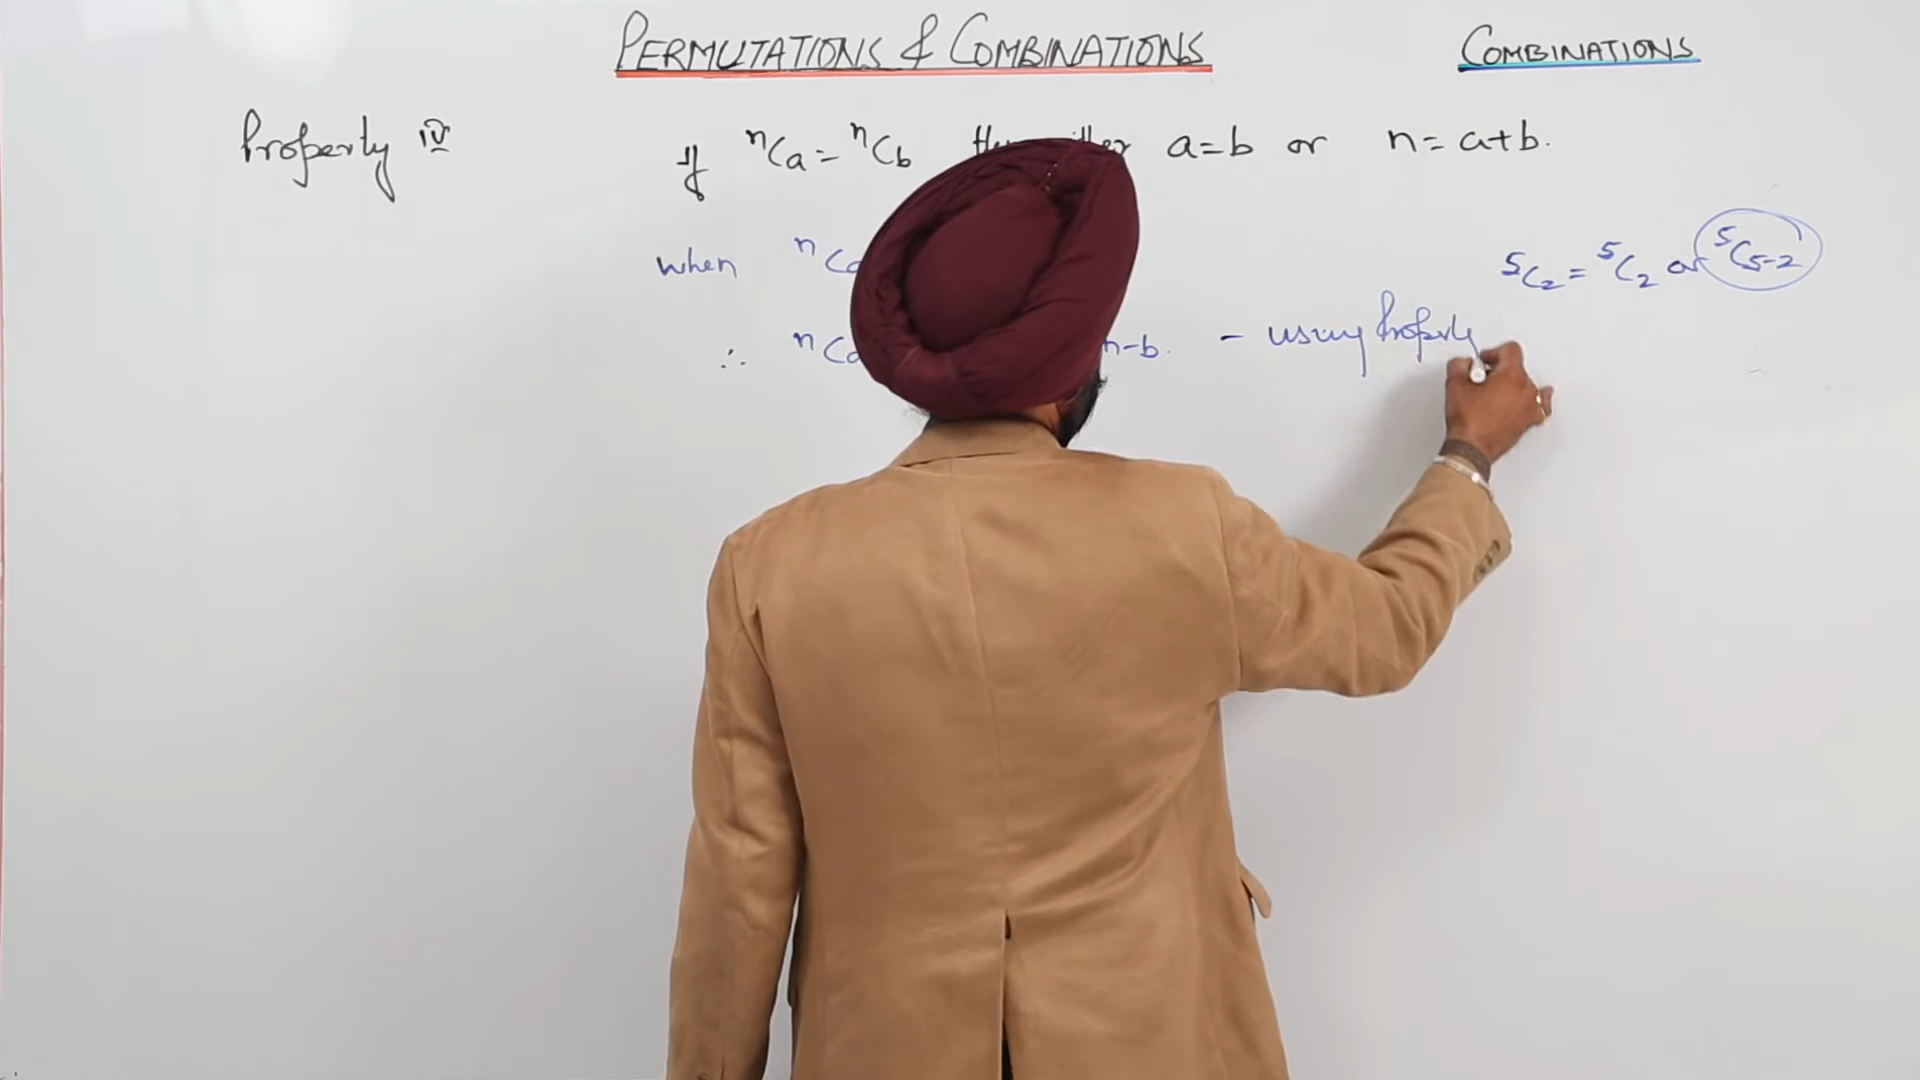 PERMUTATIONS & COMBINATIONS
COMBINATIONS
Property IV If ⁿCa = ⁿCb a=b or n= a+b.
when ⁿC
⁵C₂ = ⁵C₂ or ⁵C₅₋₂
∴ ⁿC n-b. - using Property